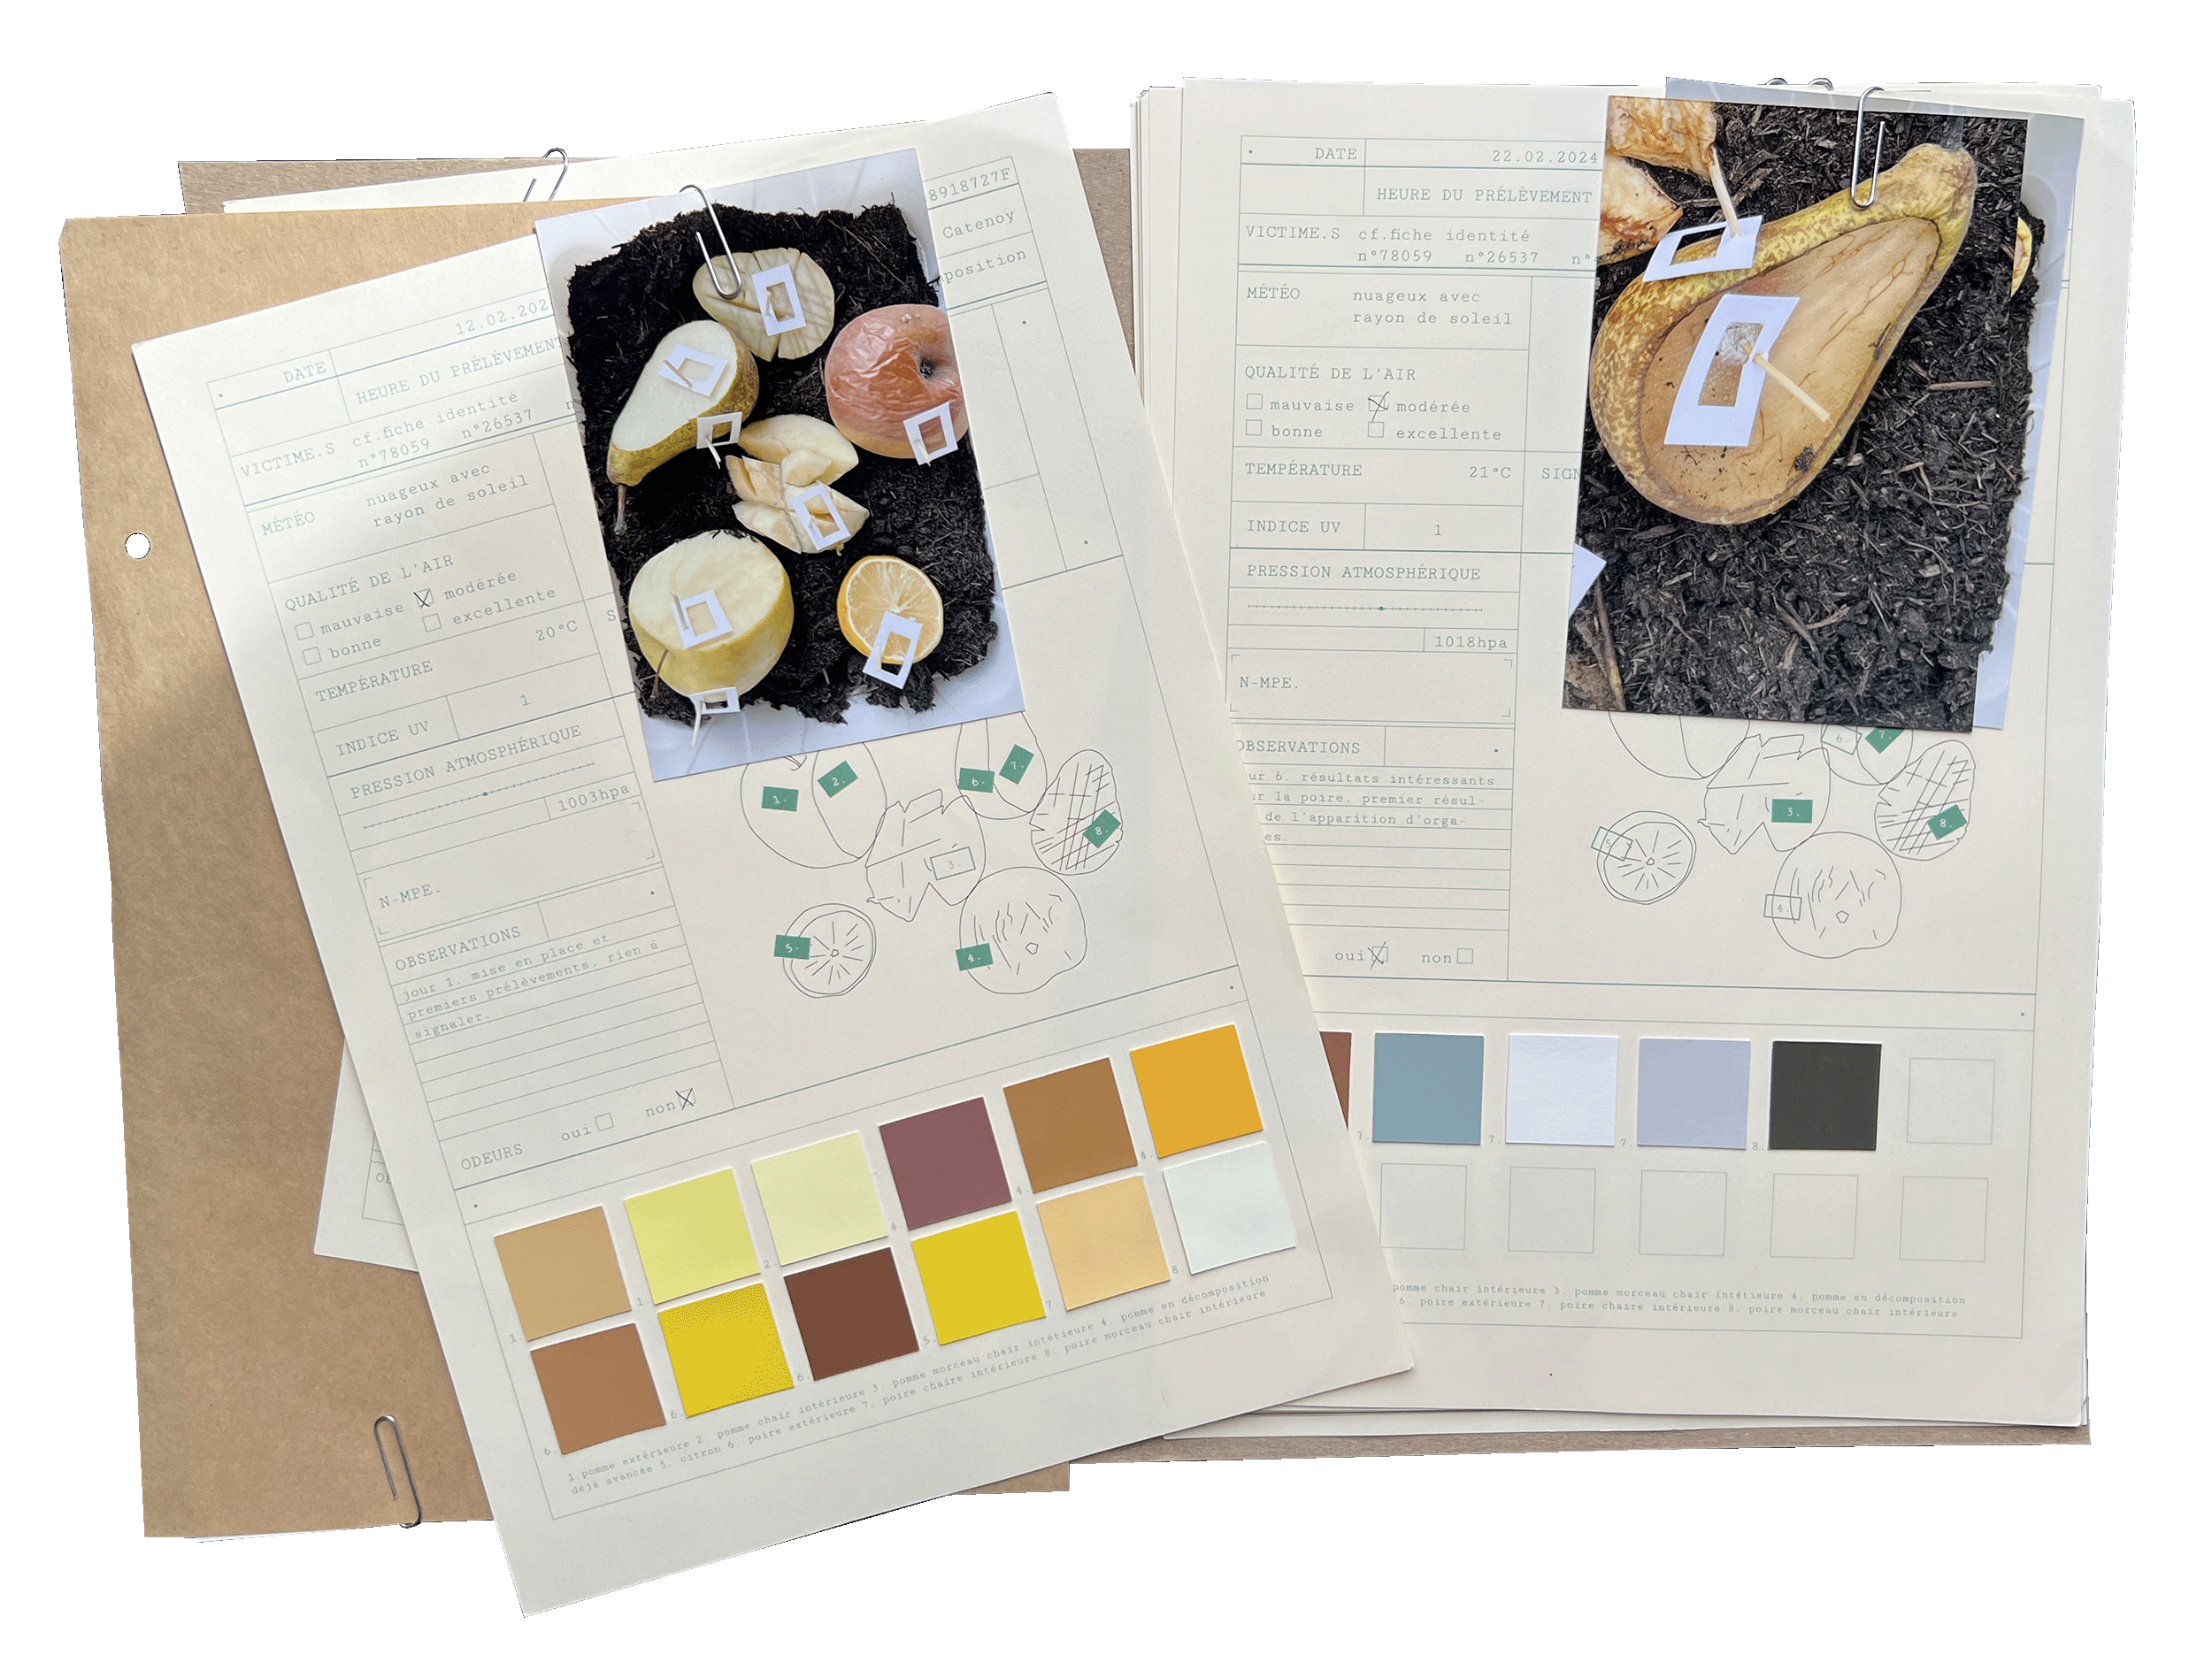 8918727F
Catenoy
position
DATE
12.02.202
HEURE DU PRÉLÈVEMENT
VICTIME.S cf.fiche identité
n°78059 n°26537
MÉTÉO nuageux avec
rayon de soleil
QUALITÉ DE L'AIR
mauvaise modérée
bonne excellente
TEMPÉRATURE 20°C
INDICE UV 1
PRESSION ATMOSPHÉRIQUE
1003hpa
N-MPE.
OBSERVATIONS
jour 1. mise en place et
premiers prélèvements. rien à
signaler.
ODEURS oui non
1. 2. 6. 7.
8.
3.
5. 4.
1. 1. 2. 4. 4. 4.
6. 6. 6. 5. 7. 8.
1.pomme extérieure 2. pomme chair intérieure 3. pomme morceau chair intétieure 4. pomme en décomposition
déjà avancée 5. citron 6. poire extérieure 7. poire chaire intérieure 8. poire morceau chair intérieure
DATE 22.02.2024
HEURE DU PRÉLÈVEMENT
VICTIME.S cf.fiche identité
n°78059 n°26537 n°
MÉTÉO nuageux avec
rayon de soleil
QUALITÉ DE L'AIR
mauvaise modérée
bonne excellente
TEMPÉRATURE 21°C SIGN
INDICE UV 1
PRESSION ATMOSPHÉRIQUE
1018hpa
N-MPE.
OBSERVATIONS
ur 6. résultats intéressants
ur la poire. premier résul-
de l'apparition d'orga-
es.
oui non
6. 7.
3. 8.
5.
4.
7. 7. 7. 8.
pomme chair intérieure 3. pomme morceau chair intétieure 4. pomme en décomposition
6. poire extérieure 7. poire chaire intérieure 8. poire morceau chair intérieure